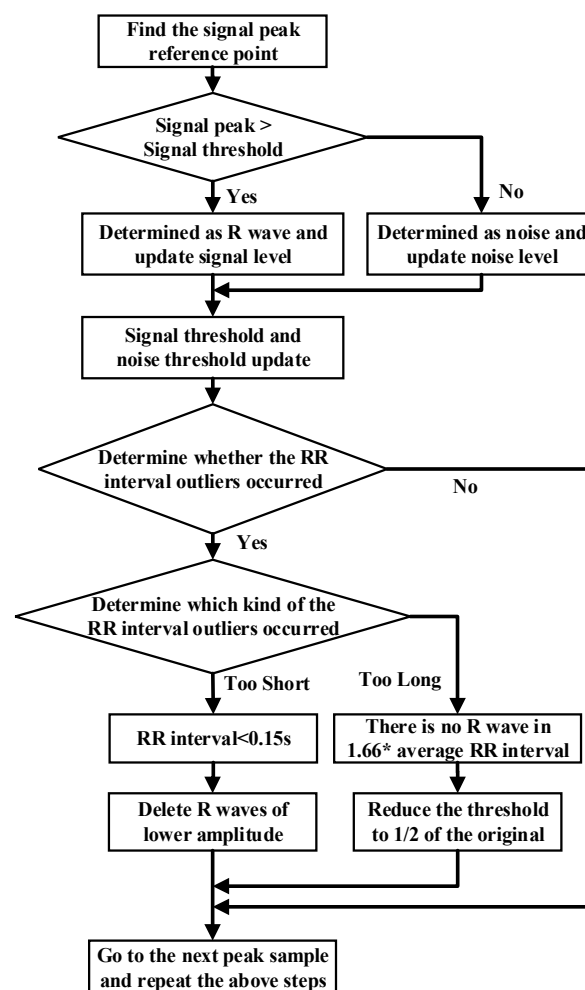 Find the signal peak
reference point
Signal peak >
Signal threshold
Yes
No
Determined as R wave and
update signal level
Determined as noise and
update noise level
Signal threshold and
noise threshold update
Determine whether the RR
interval outliers occurred
No
Yes
Determine which kind of the
RR interval outliers occurred
Too Short
Too Long
RR interval<0.15s
There is no R wave in
1.66* average RR interval
Delete R waves of
lower amplitude
Reduce the threshold
to 1/2 of the original
Go to the next peak sample
and repeat the above steps